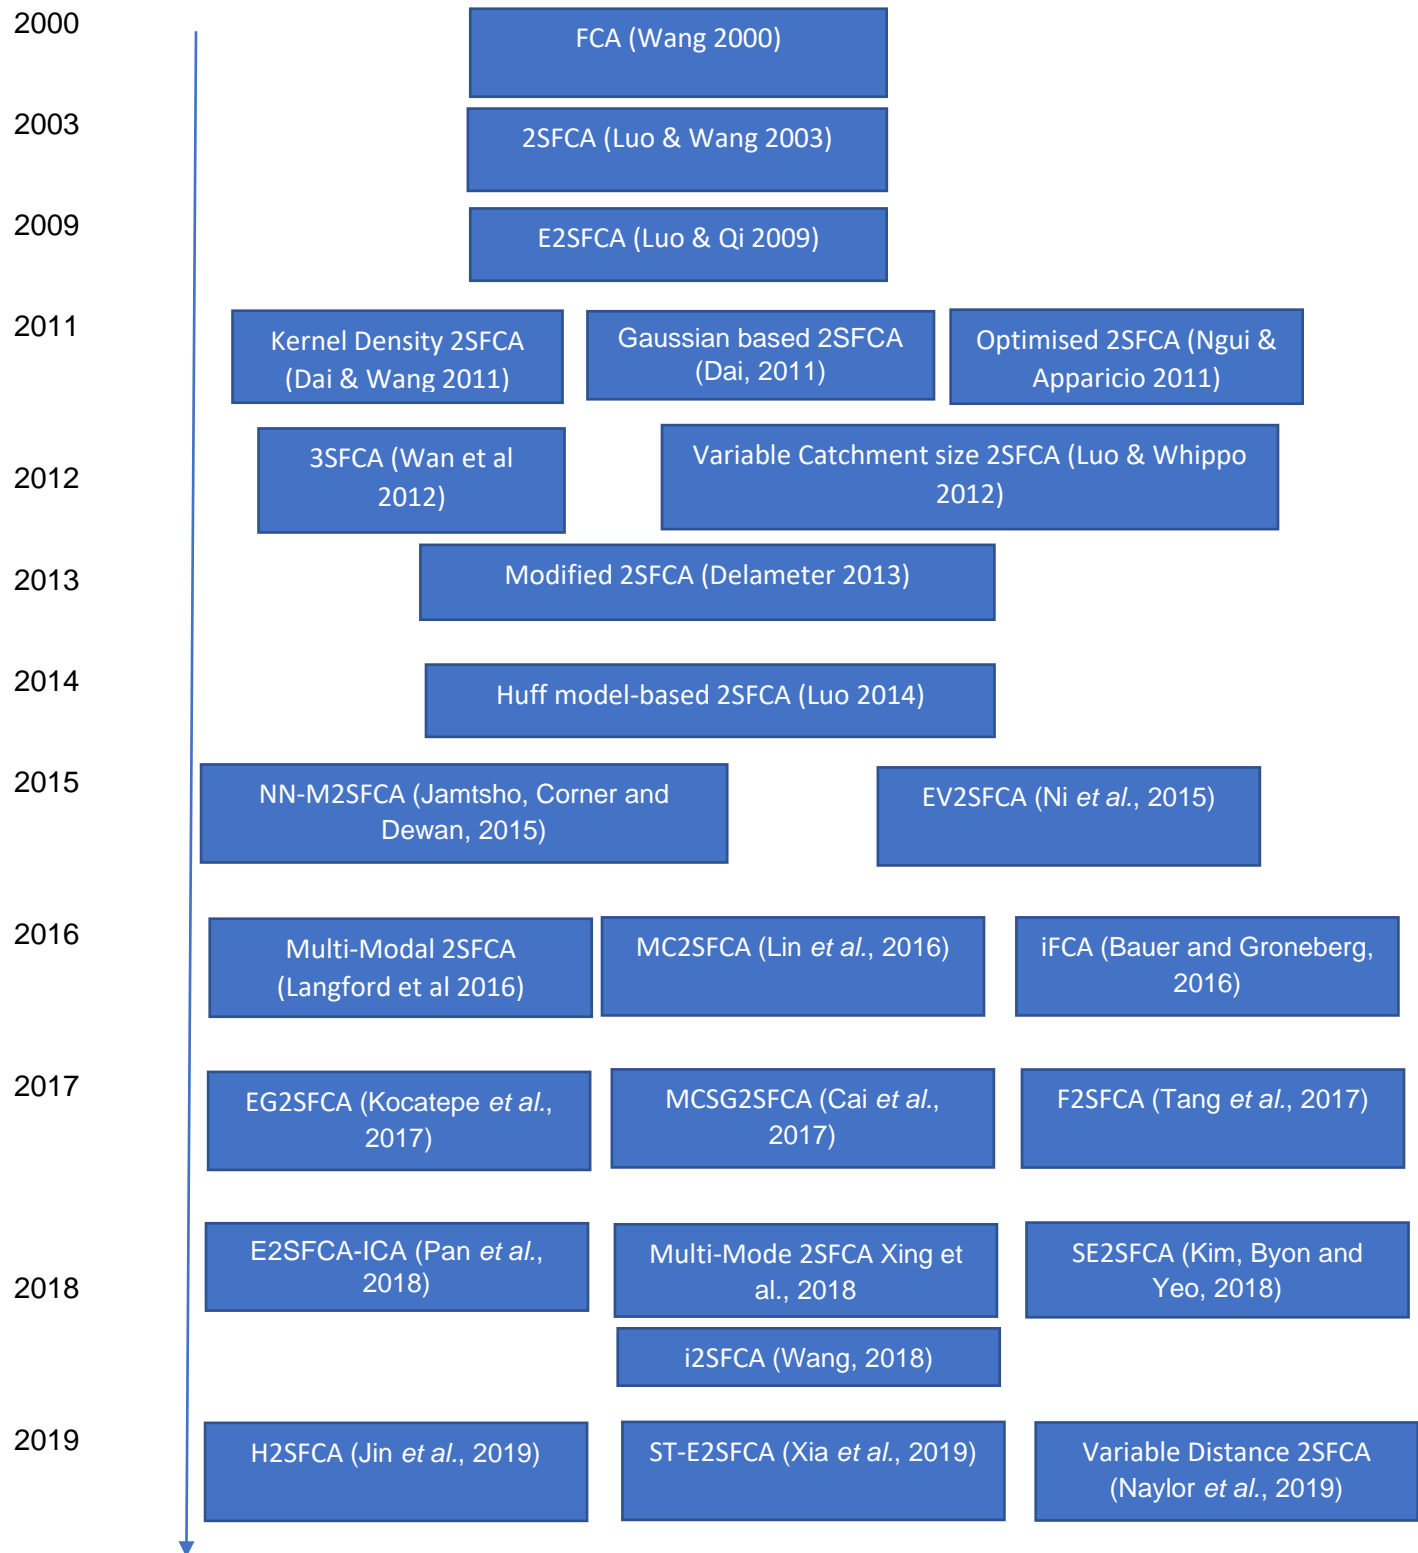 2000
FCA (Wang 2000)
2003
2SFCA (Luo & Wang 2003)
2009
E2SFCA (Luo & Qi 2009)
2011
Kernel Density 2SFCA
(Dai & Wang 2011)
Gaussian based 2SFCA
(Dai, 2011)
Optimised 2SFCA (Ngui &
Apparicio 2011)
2012
3SFCA (Wan et al
2012)
Variable Catchment size 2SFCA (Luo & Whippo
2012)
2013
Modified 2SFCA (Delameter 2013)
2014
Huff model-based 2SFCA (Luo 2014)
2015
NN-M2SFCA (Jamtsho, Corner and
Dewan, 2015)
EV2SFCA (Ni et al., 2015)
2016
Multi-Modal 2SFCA
(Langford et al 2016)
MC2SFCA (Lin et al., 2016)
iFCA (Bauer and Groneberg,
2016)
2017
EG2SFCA (Kocatepe et al.,
2017)
MCSG2SFCA (Cai et al.,
2017)
F2SFCA (Tang et al., 2017)
2018
E2SFCA-ICA (Pan et al.,
2018)
Multi-Mode 2SFCA Xing et
al., 2018
SE2SFCA (Kim, Byon and
Yeo, 2018)
i2SFCA (Wang, 2018)
2019
H2SFCA (Jin et al., 2019)
ST-E2SFCA (Xia et al., 2019)
Variable Distance 2SFCA
(Naylor et al., 2019)